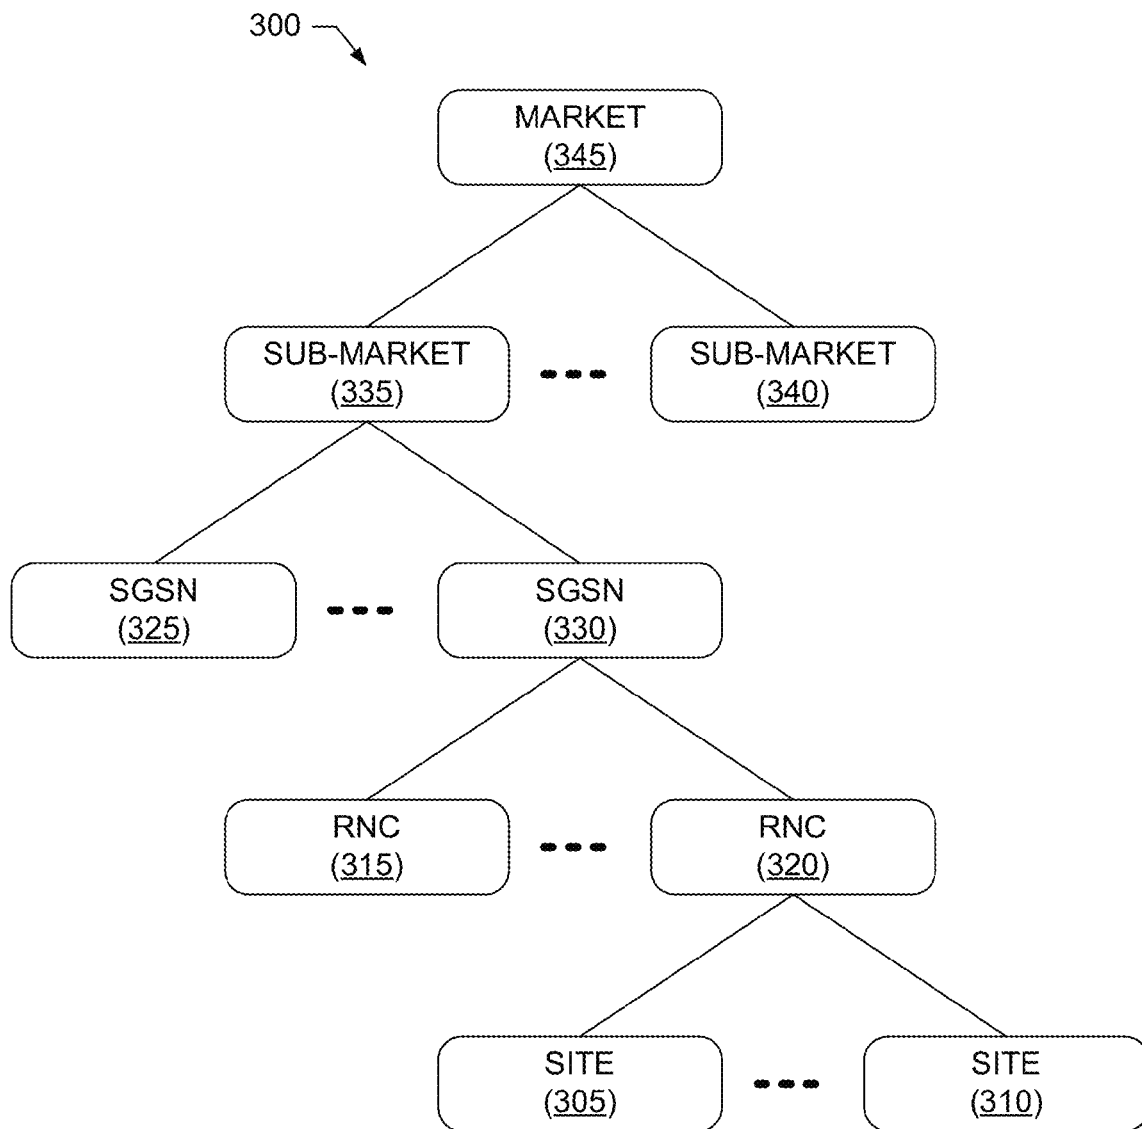 300
MARKET
(345)
SUB-MARKET
(335)
SUB-MARKET
(340)
SGSN
(325)
SGSN
(330)
RNC
(315)
RNC
(320)
SITE
(305)
SITE
(310)